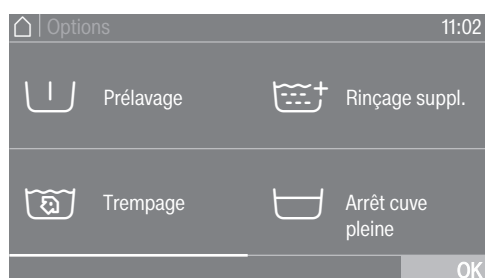 Options
11:02
Prélavage
Rinçage suppl.
Trempage
Arrêt cuve
pleine
OK